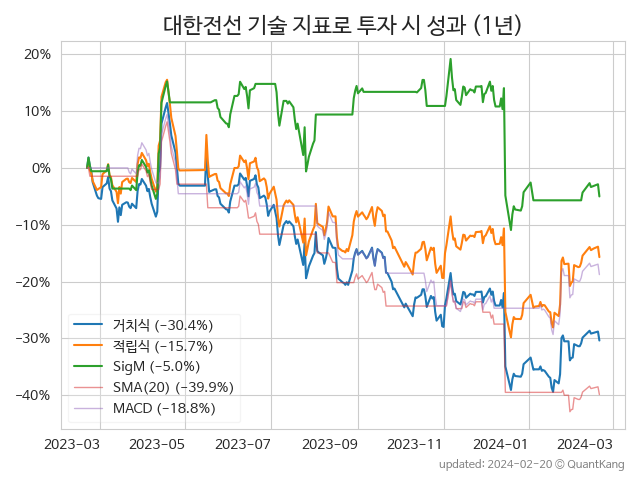 대한전선 기술 지표로 투자 시 성과 (1년)
20%
10%
0%
−10%
−20%
−30%
−40%
거치식 (−30.4%)
적립식 (−15.7%)
SigM (−5.0%)
SMA(20) (−39.9%)
MACD (−18.8%)
2023-03 2023-05 2023-07 2023-09 2023-11 2024-01 2024-03
updated: 2024-02-20 © QuantKang